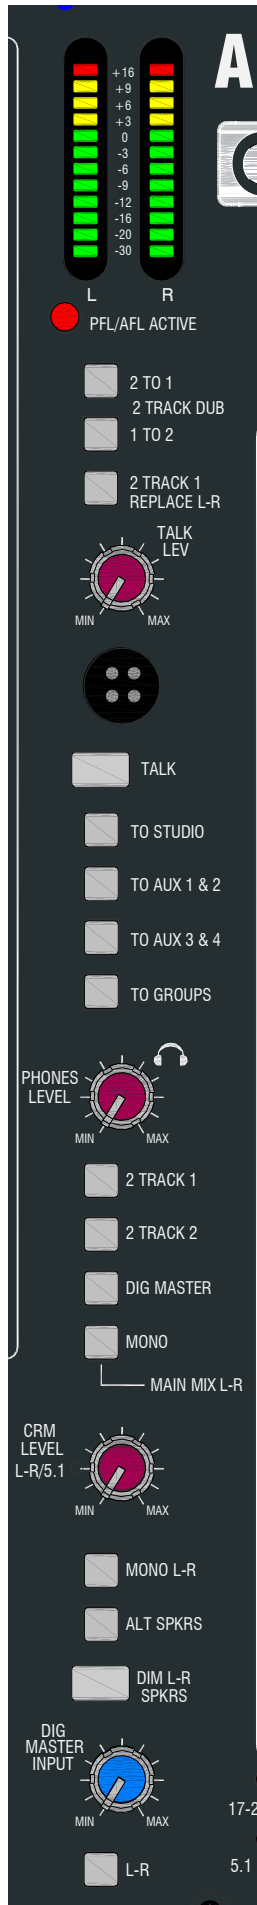 A
+16
+9
+6
+3
0
-3
-6
-9
-12
-16
-20
-30
L R
PFL/AFL ACTIVE
2 TO 1
2 TRACK DUB
1 TO 2
2 TRACK 1
REPLACE L-R
TALK
LEV
MIN MAX
TALK
TO STUDIO
TO AUX 1 & 2
TO AUX 3 & 4
TO GROUPS
PHONES
LEVEL
MIN MAX
2 TRACK 1
2 TRACK 2
DIG MASTER
MONO
MAIN MIX L-R
CRM
LEVEL
L-R/5.1
MIN MAX
MONO L-R
ALT SPKRS
DIM L-R
SPKRS
DIG
MASTER
INPUT
MIN MAX
17-2
L-R
5.1